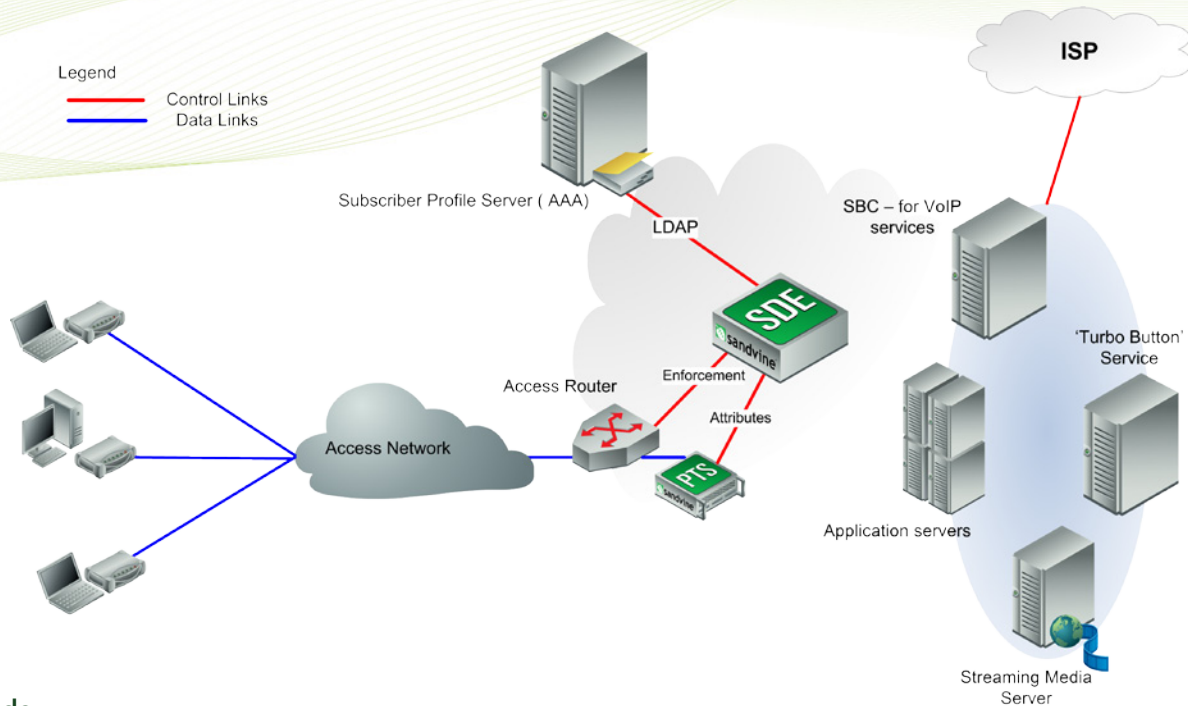 Legend
Control Links
Data Links
ISP
Subscriber Profile Server ( AAA)
LDAP
SBC – for VoIP
services
SDE
sandvine
'Turbo Button'
Service
Enforcement
Access Router
Attributes
Access Network
PTS
sandvine
Application servers
Streaming Media
Server